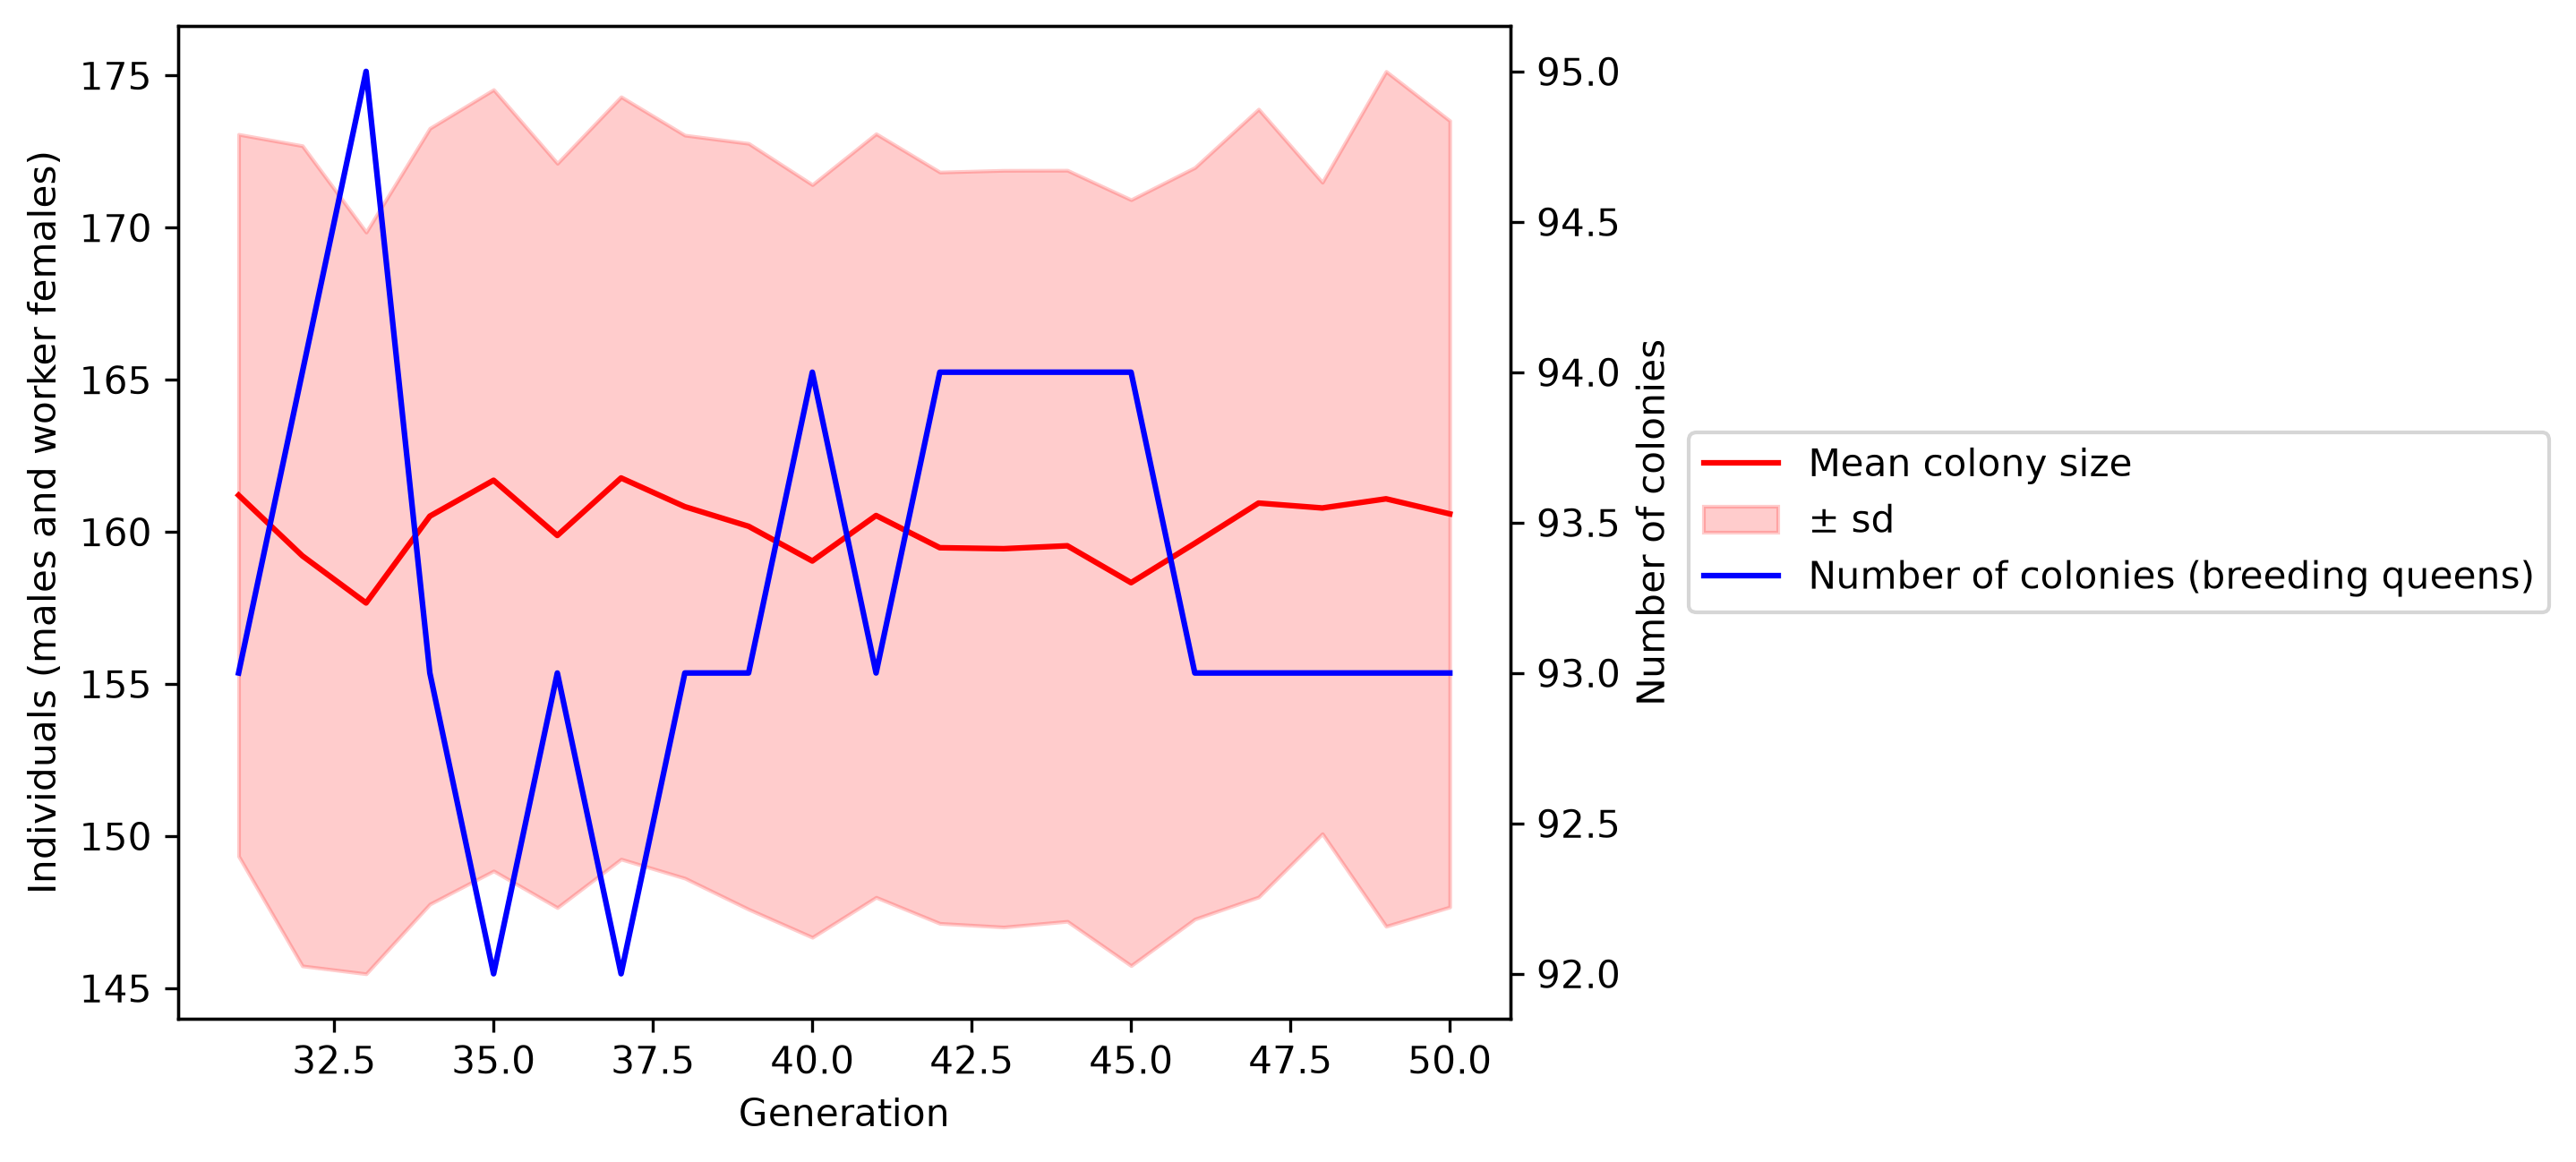 Individuals (males and worker females)
175
170
165
160
155
150
145
32.5 35.0 37.5 40.0 42.5 45.0 47.5 50.0
Generation
95.0
94.5
94.0
93.5
93.0
92.5
92.0
Number of colonies
Mean colony size
± sd
Number of colonies (breeding queens)